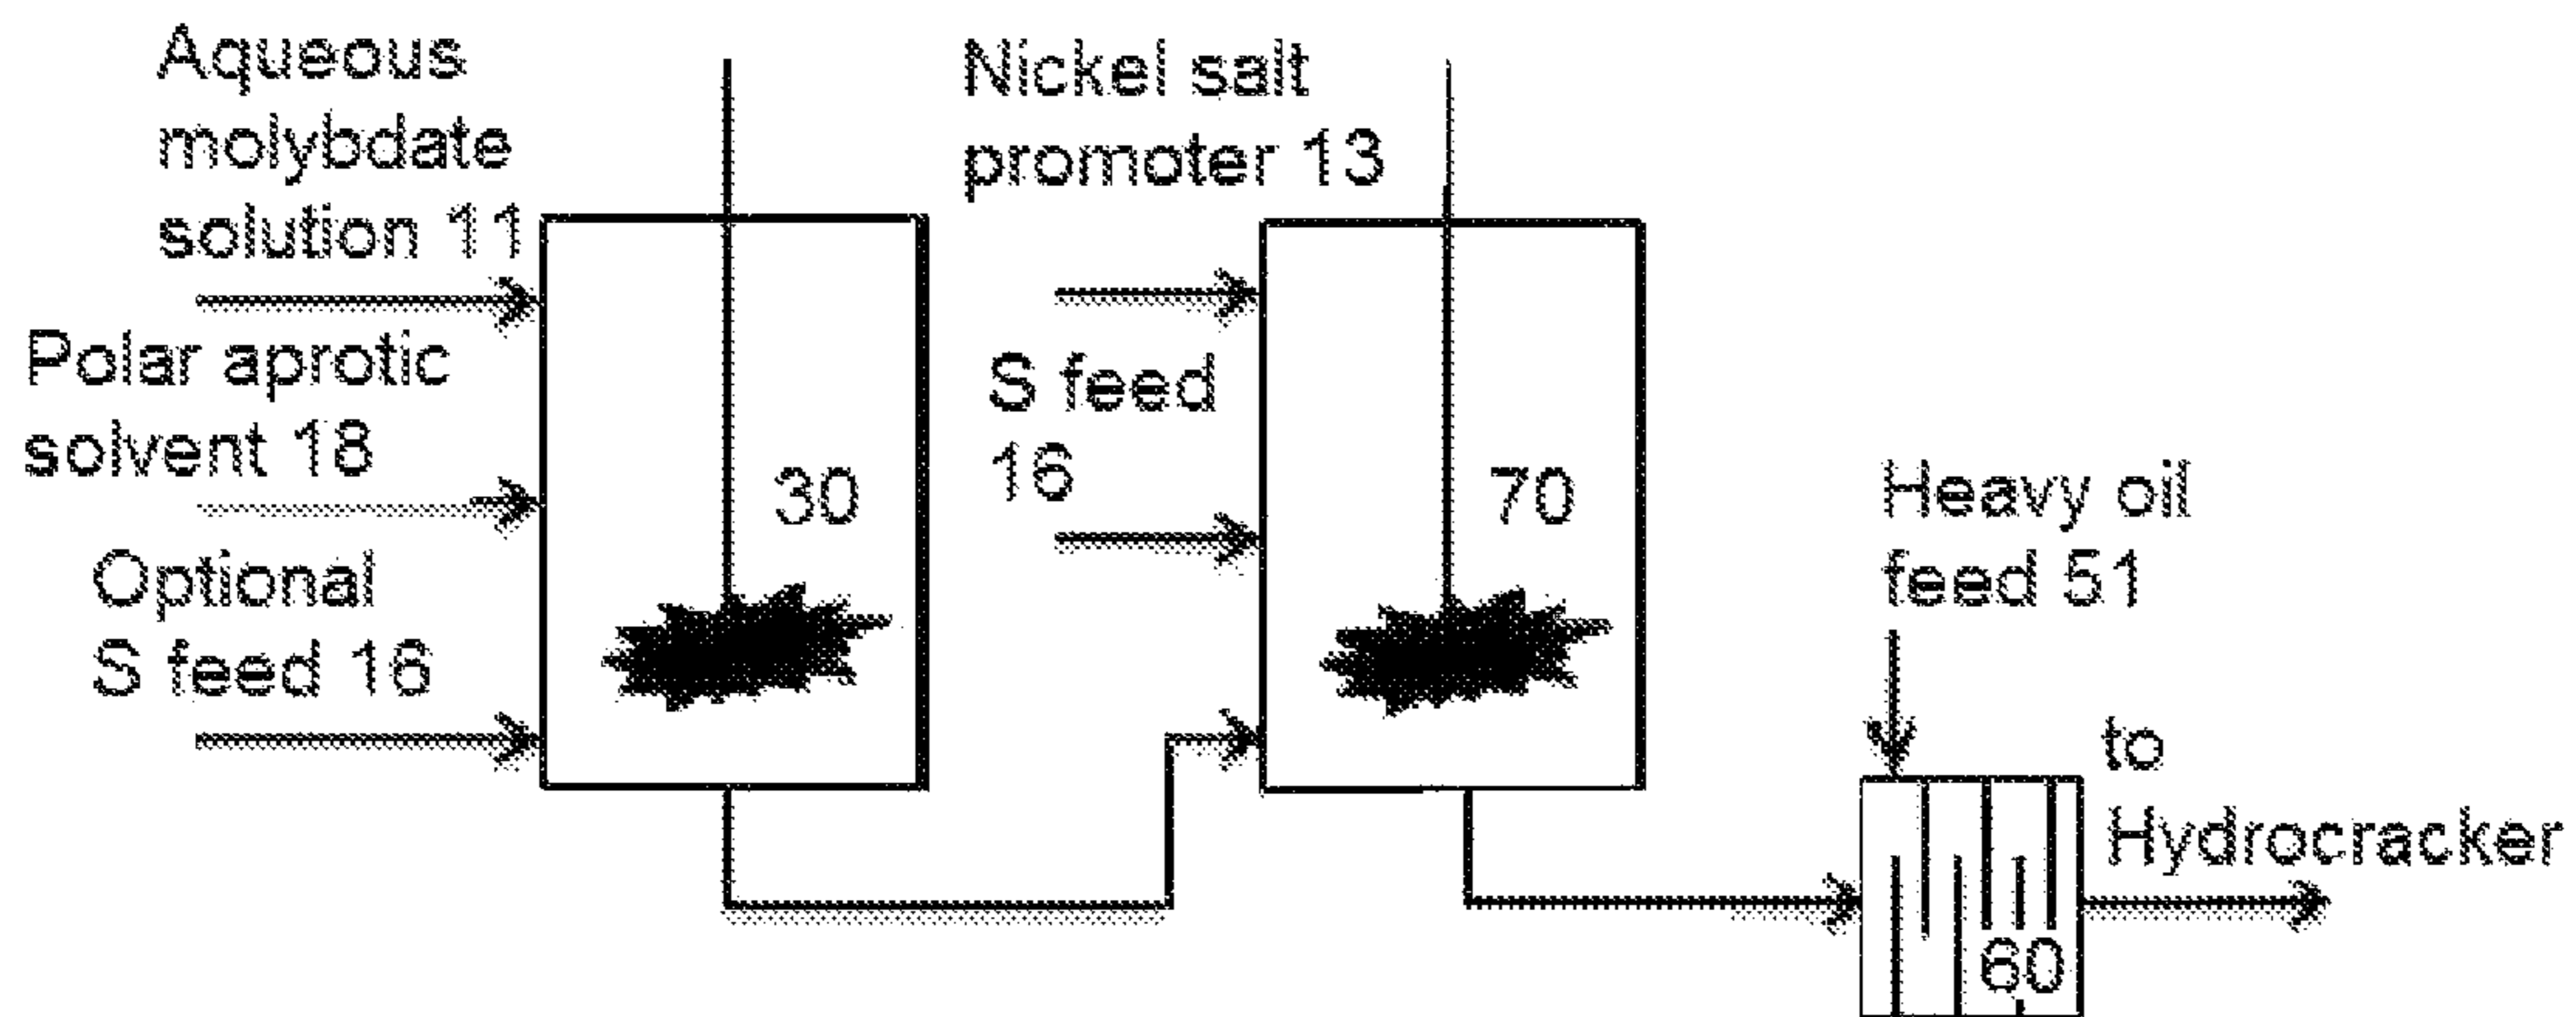 Aqueous
molybdate
solution 11
Polar aprotic
solvent 18
Optional
S feed 16
30
Nickel salt
promoter 13
S feed
16
70
Heavy oil
feed 51
to
Hydrocracker
60